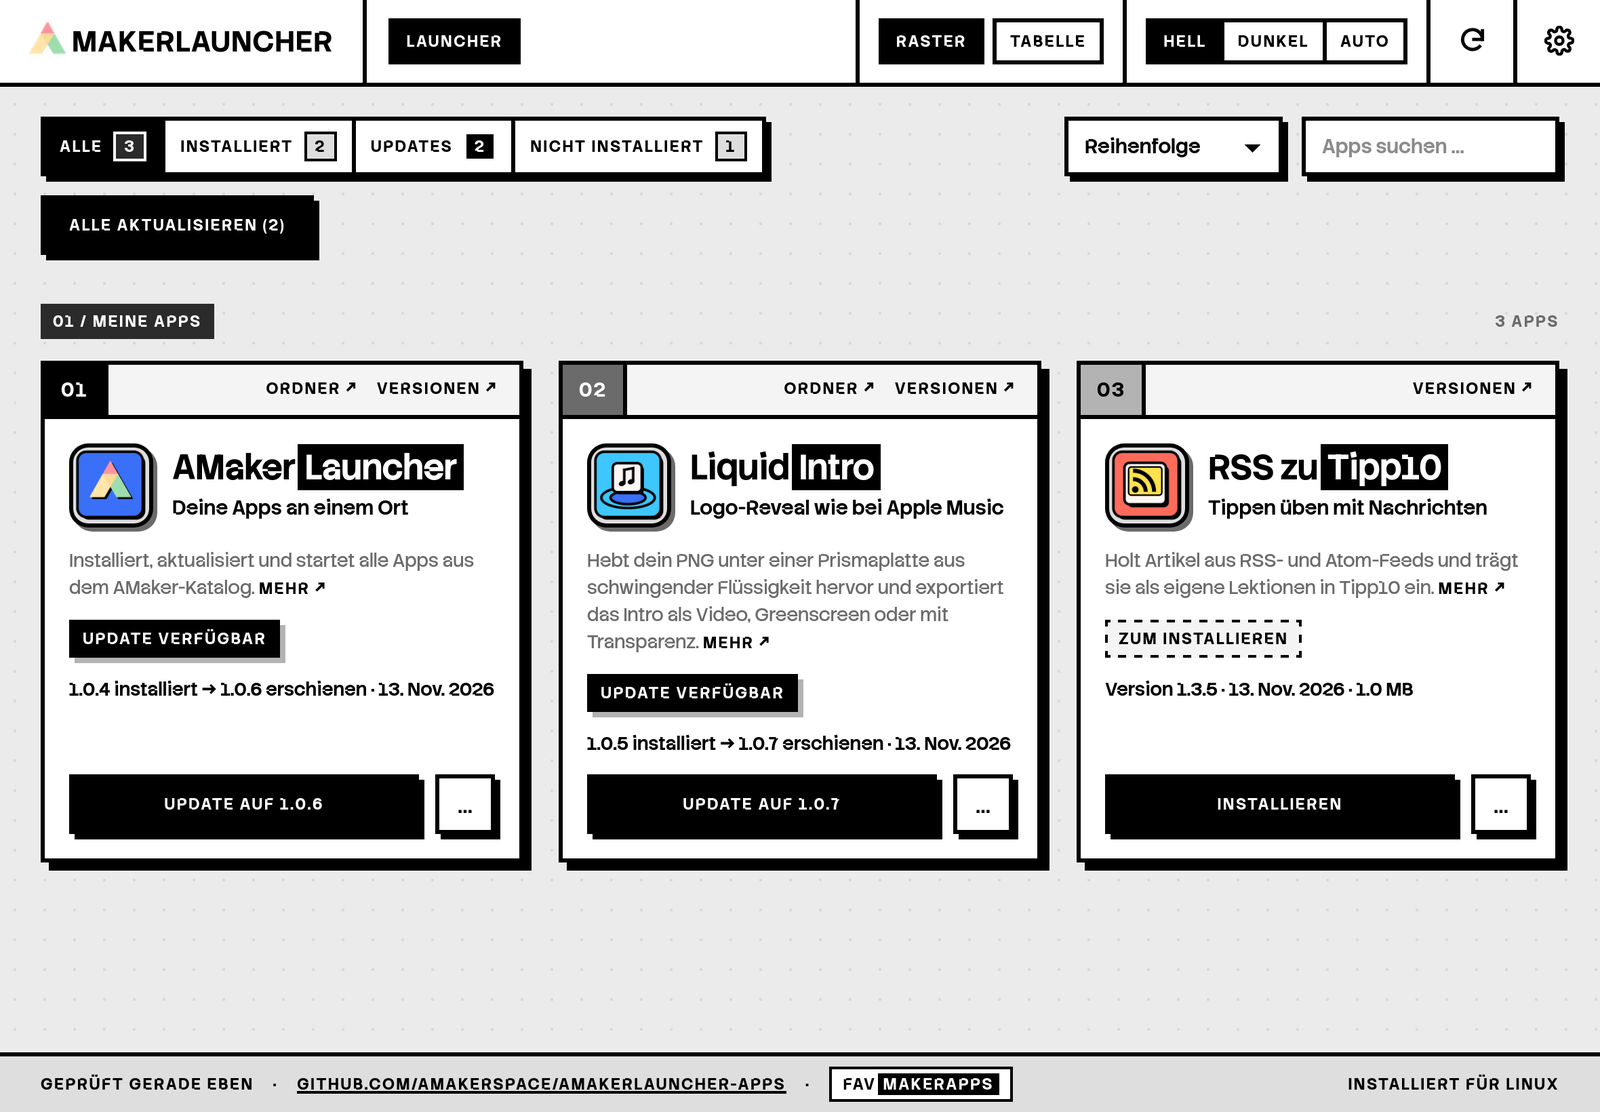 MAKERLAUNCHER
LAUNCHER
RASTER
TABELLE
HELL
DUNKEL
AUTO
ALLE 3
INSTALLIERT 2
UPDATES 2
NICHT INSTALLIERT 1
Reihenfolge
Apps suchen ...
ALLE AKTUALISIEREN (2)
01 / MEINE APPS
3 APPS
01
ORDNER ↗ VERSIONEN ↗
AMaker Launcher
Deine Apps an einem Ort
Installiert, aktualisiert und startet alle Apps aus
dem AMaker-Katalog. MEHR ↗
UPDATE VERFÜGBAR
1.0.4 installiert → 1.0.6 erschienen · 13. Nov. 2026
UPDATE AUF 1.0.6
...
02
ORDNER ↗ VERSIONEN ↗
Liquid Intro
Logo-Reveal wie bei Apple Music
Hebt dein PNG unter einer Prismaplatte aus
schwingender Flüssigkeit hervor und exportiert
das Intro als Video, Greenscreen oder mit
Transparenz. MEHR ↗
UPDATE VERFÜGBAR
1.0.5 installiert → 1.0.7 erschienen · 13. Nov. 2026
UPDATE AUF 1.0.7
...
03
VERSIONEN ↗
RSS zu Tipp10
Tippen üben mit Nachrichten
Holt Artikel aus RSS- und Atom-Feeds und trägt
sie als eigene Lektionen in Tipp10 ein. MEHR ↗
ZUM INSTALLIEREN
Version 1.3.5 · 13. Nov. 2026 · 1.0 MB
INSTALLIEREN
...
GEPRÜFT GERADE EBEN · GITHUB.COM/AMAKERSPACE/AMAKERLAUNCHER-APPS · FAV MAKERAPPS
INSTALLIERT FÜR LINUX